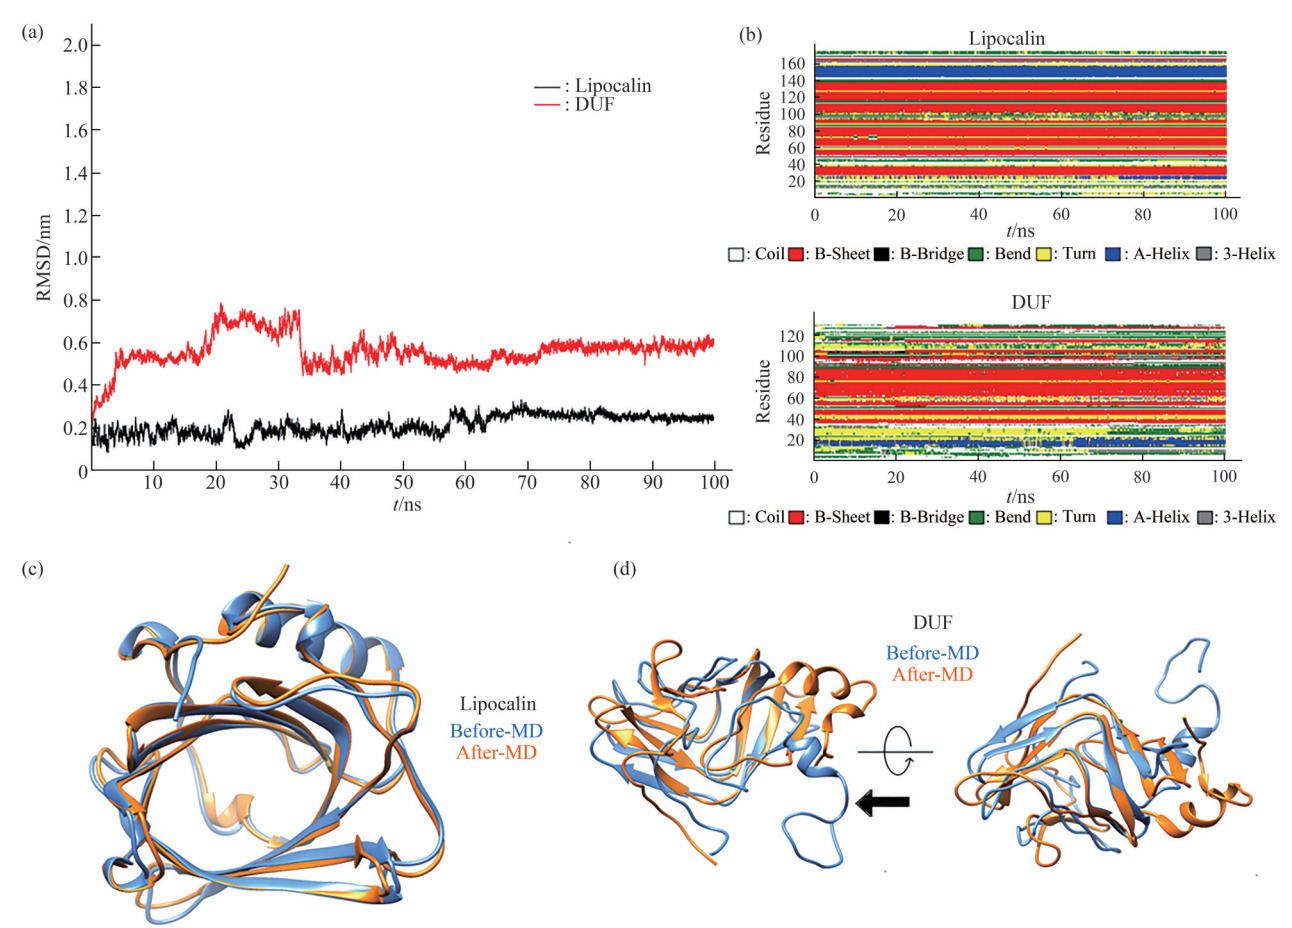 (a)
2.0
1.8
1.6
1.4
1.2
1.0
0.8
0.6
0.4
0.2
0
RMSD/nm
— : Lipocalin
— : DUF
10 20 30 40 50 60 70 80 90 100
t/ns
(b)
Lipocalin
160
140
120
100
80
60
40
20
Residue
0 20 40 60 80 100
t/ns
: Coil : B-Sheet : B-Bridge : Bend : Turn : A-Helix : 3-Helix
DUF
120
100
80
60
40
20
Residue
0 20 40 60 80 100
t/ns
: Coil : B-Sheet : B-Bridge : Bend : Turn : A-Helix : 3-Helix
(c)
Lipocalin
Before-MD
After-MD
(d)
DUF
Before-MD
After-MD